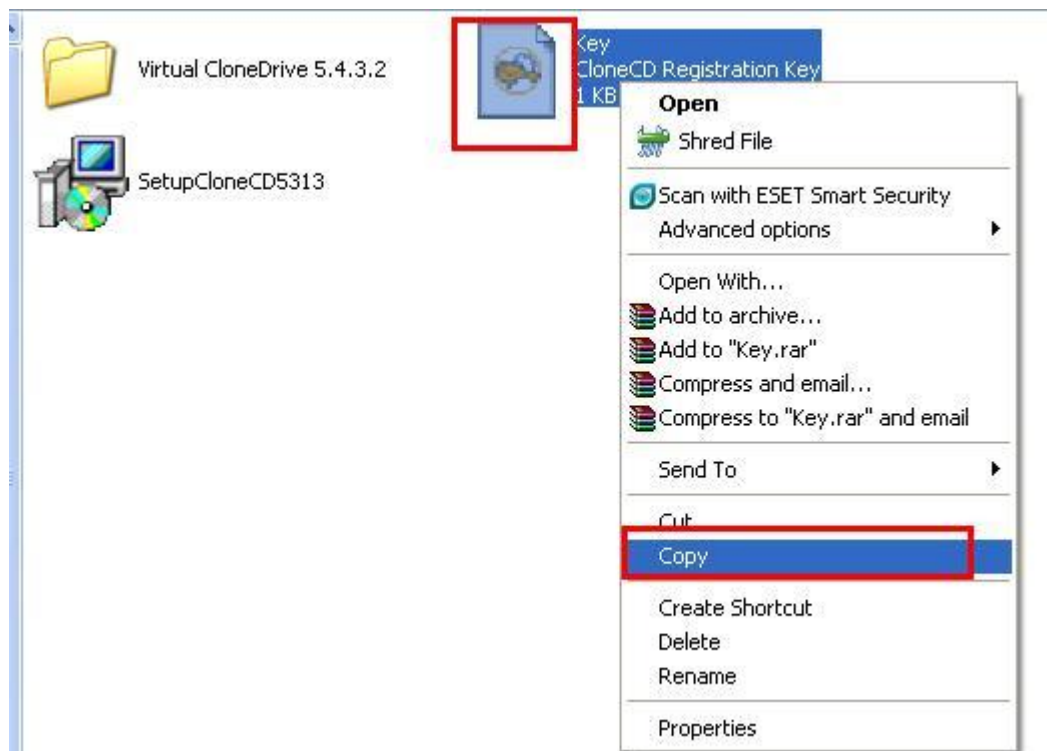 Virtual CloneDrive 5.4.3.2
SetupCloneCD5313
Key
CloneCD Registration Key
1 KB
Open
Shred File
Scan with ESET Smart Security
Advanced options
Open With...
Add to archive...
Add to "Key.rar"
Compress and email...
Compress to "Key.rar" and email
Send To
Cut
Copy
Create Shortcut
Delete
Rename
Properties